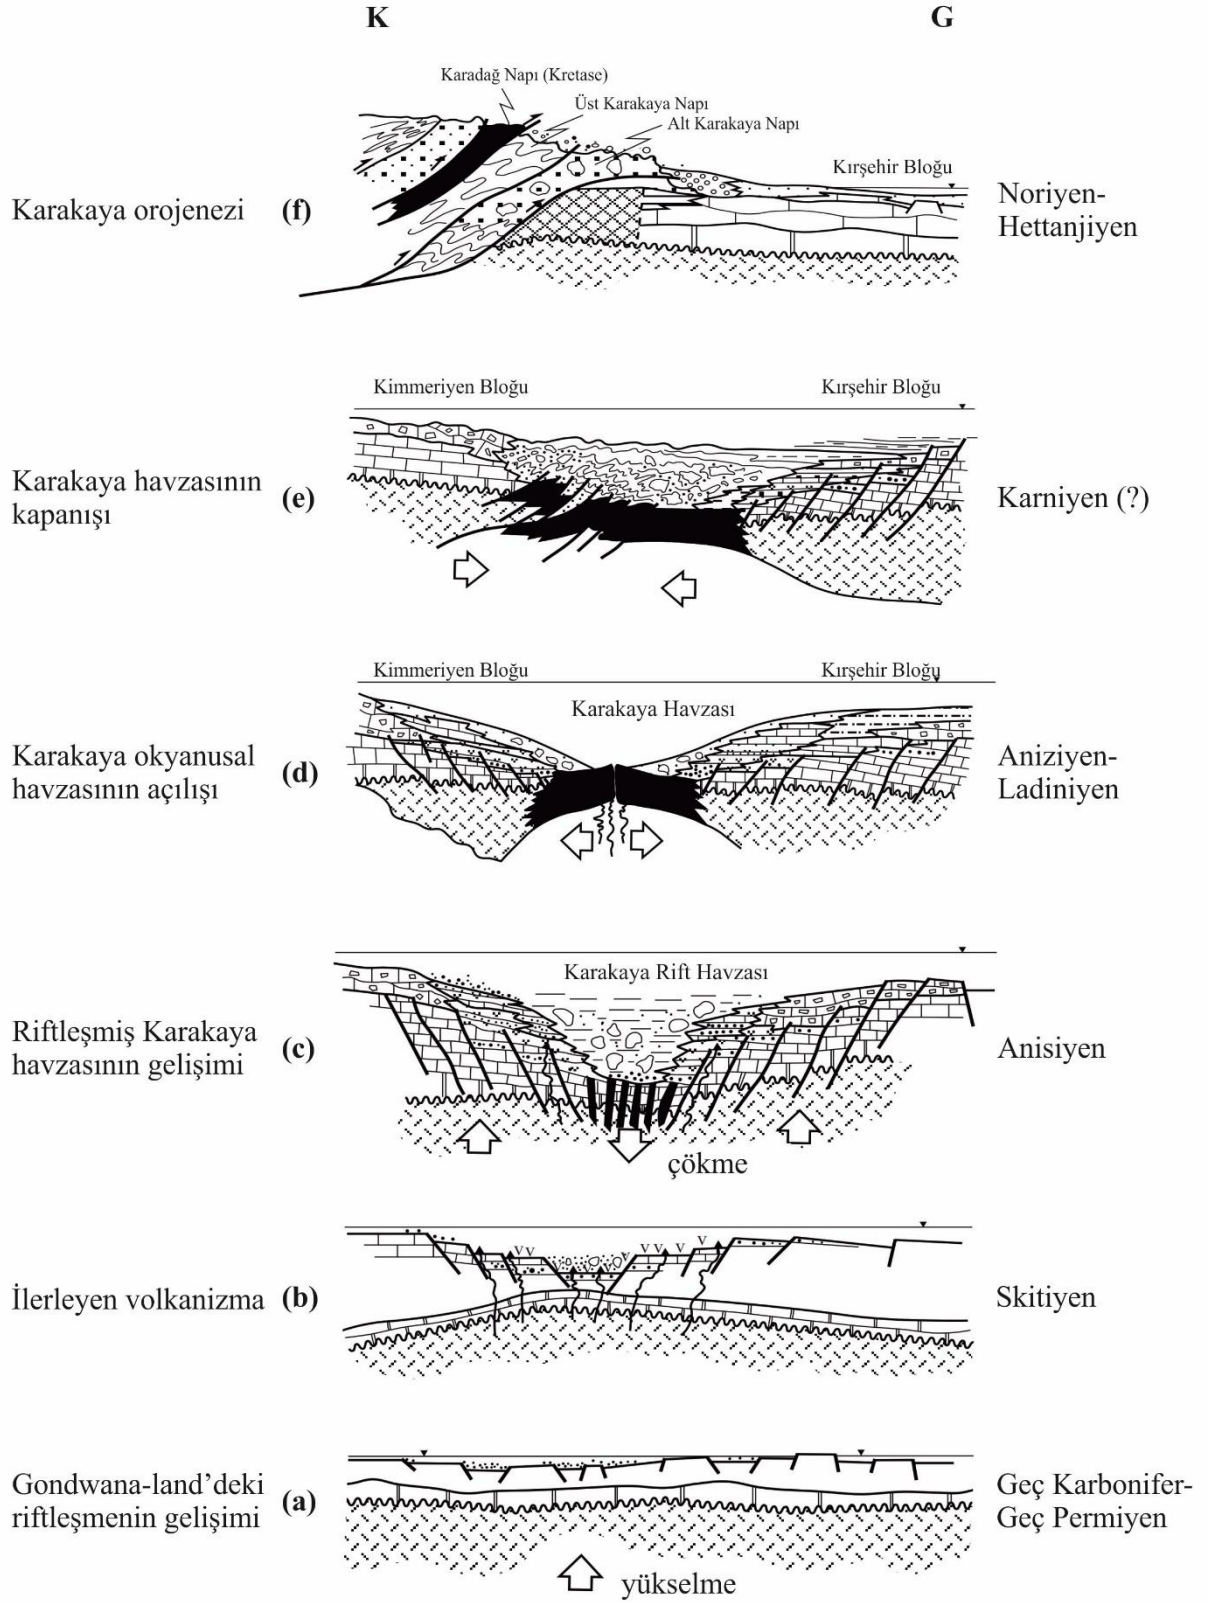 K
G
Karadağ Napı (Kretase)
Üst Karakaya Napı
Alt Karakaya Napı
Kırşehir Bloğu
Karakaya orojenezi
(f)
Noriyen-
Hettanjiyen
Kimmeriyen Bloğu
Kırşehir Bloğu
Karakaya havzasının
kapanışı
(e)
Karniyen (?)
Kimmeriyen Bloğu
Kırşehir Bloğu
Karakaya Havzası
Karakaya okyanusal
havzasının açılışı
(d)
Aniziyen-
Ladiniyen
Karakaya Rift Havzası
Riftleşmiş Karakaya
havzasının gelişimi
(c)
Anisiyen
çökme
v v v v v v v
İlerleyen volkanizma
(b)
Skitiyen
Gondwana-land’deki
riftleşmenin gelişimi
(a)
Geç Karbonifer-
Geç Permiyen
yükselme